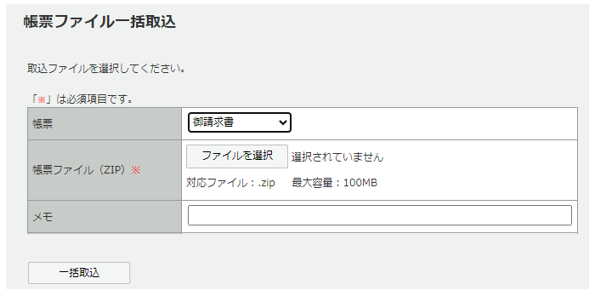 帳票ファイル一括取込
取込ファイルを選択してください。
「※」は必須項目です。
帳票
御請求書
帳票ファイル（ZIP）※
ファイルを選択 選択されていません
対応ファイル：.zip 最大容量：100MB
メモ
一括取込